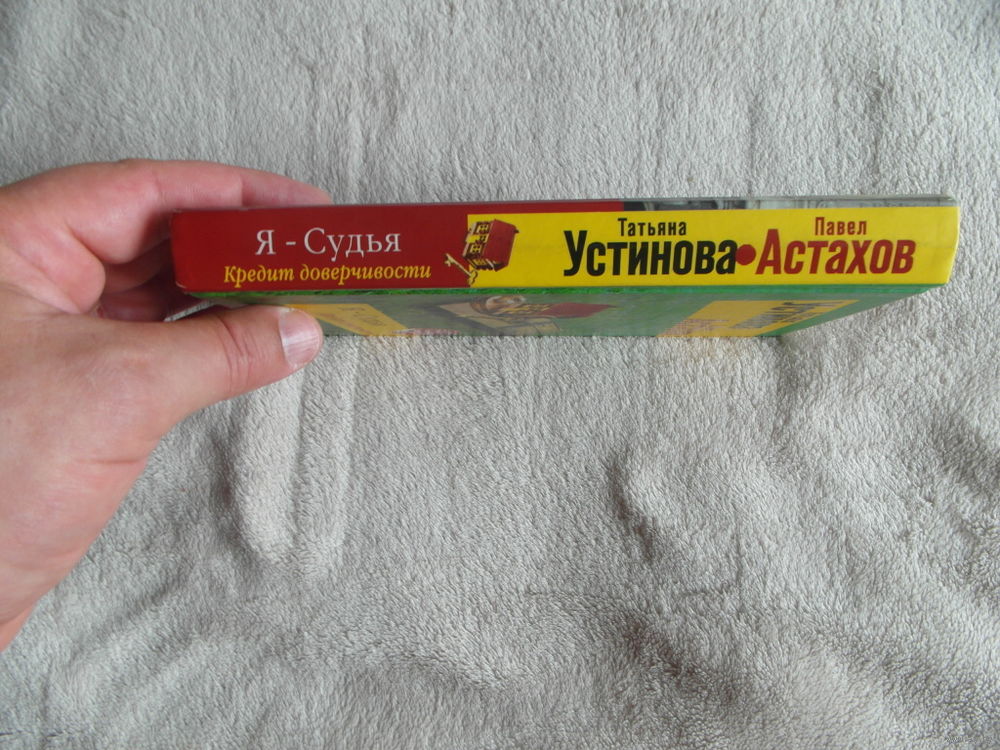 Я - Судья
Кредит доверчивости
Татьяна
Устинова
•
Павел
Астахов